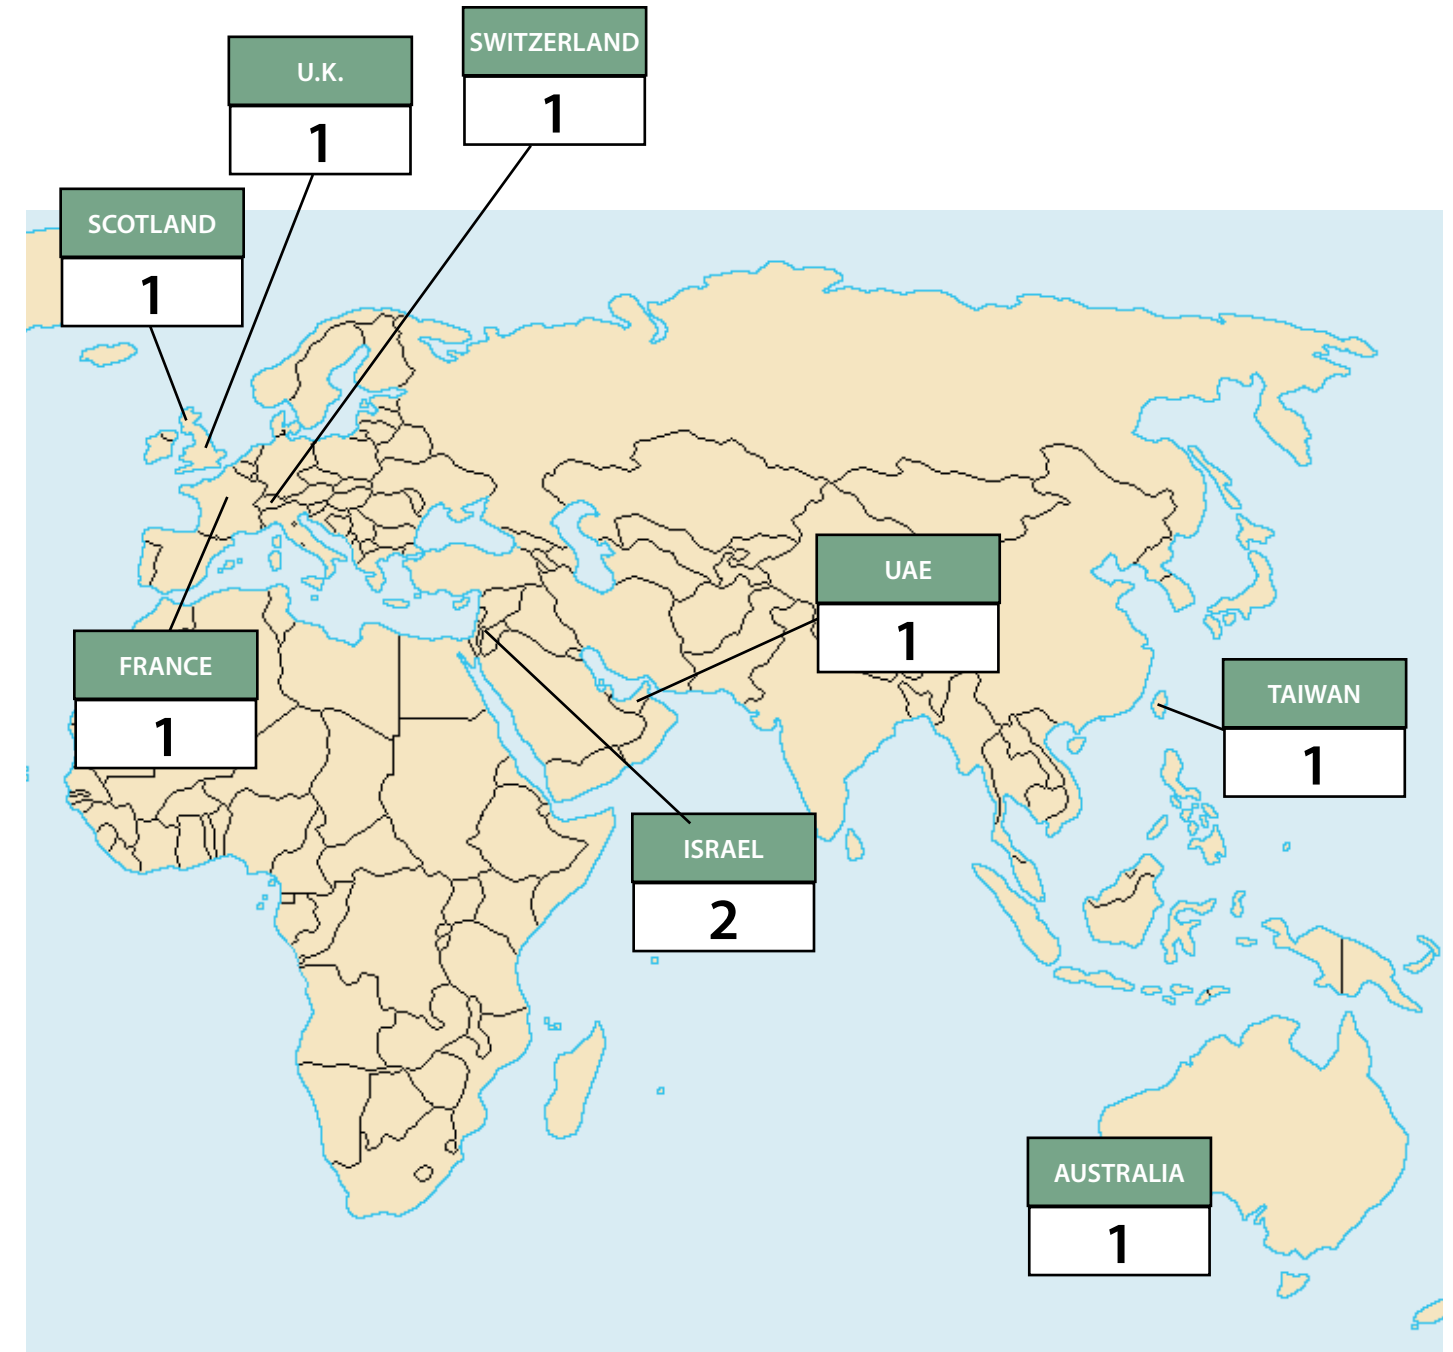 SWITZERLAND
1
U.K.
1
SCOTLAND
1
UAE
1
FRANCE
1
TAIWAN
1
ISRAEL
2
AUSTRALIA
1